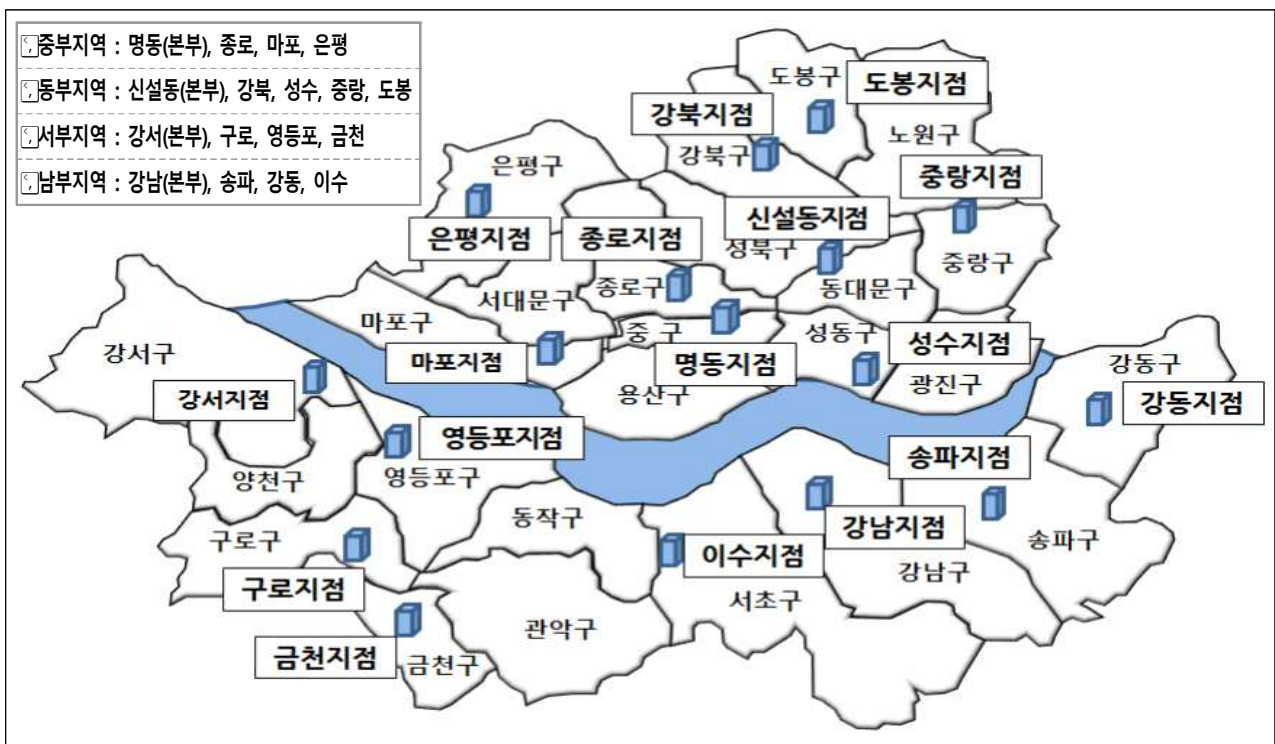 중부지역 : 명동(본부), 종로, 마포, 은평
동부지역 : 신설동(본부), 강북, 성수, 중랑, 도봉
서부지역 : 강서(본부), 구로, 영등포, 금천
남부지역 : 강남(본부), 송파, 강동, 이수
도봉구
도봉지점
강북지점
노원구
강북구
은평구
중랑지점
신설동지점
은평지점
종로지점
성북구
중랑구
종로구
동대문구
서대문구
마포구
중 구
성동구
성수지점
강서구
마포지점
명동지점
강동구
광진구
용산구
강서지점
강동지점
영등포지점
송파지점
양천구
영등포구
동작구
강남지점
구로구
송파구
이수지점
강남구
구로지점
서초구
관악구
금천지점
금천구